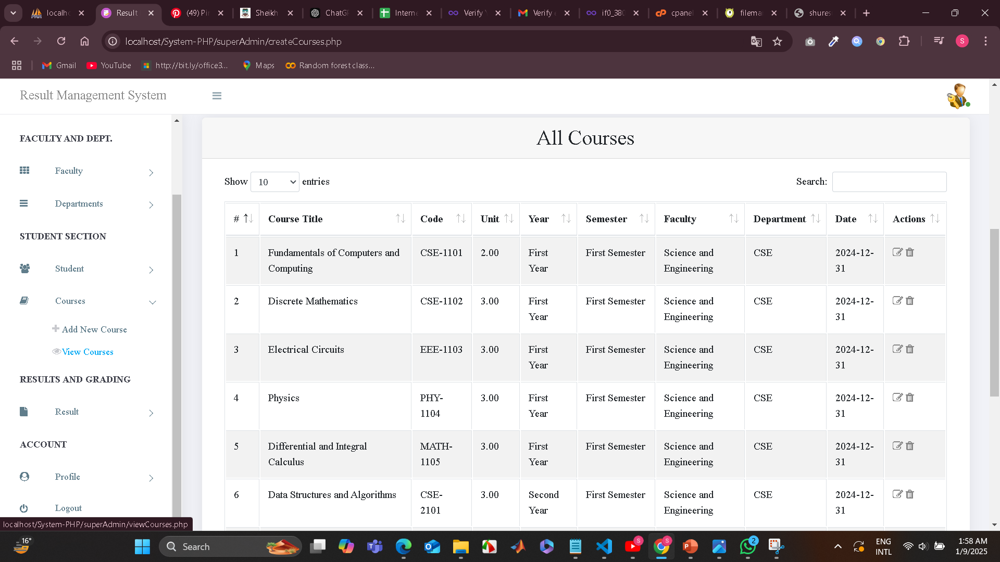 localho
Result
(49) Pi
Sheikh
ChatG
Intern
Verify
Verify e
if0_380
cpanel
filema
shures
localhost/System-PHP/superAdmin/createCourses.php
S
Gmail
YouTube
http://bit.ly/office3...
Maps
Random forest class...
Result Management System
FACULTY AND DEPT.
Faculty
Departments
STUDENT SECTION
Student
Courses
Add New Course
View Courses
RESULTS AND GRADING
Result
ACCOUNT
Profile
Logout
localhost/System-PHP/superAdmin/viewCourses.php
All Courses
Show 10 entries
Search:
# Course Title Code Unit Year Semester Faculty Department Date Actions
1 Fundamentals of Computers and CSE-1101 2.00 First First Semester Science and CSE 2024-12-
Computing Year Engineering 31
2 Discrete Mathematics CSE-1102 3.00 First First Semester Science and CSE 2024-12-
Year Engineering 31
3 Electrical Circuits EEE-1103 3.00 First First Semester Science and CSE 2024-12-
Year Engineering 31
4 Physics PHY- 3.00 First First Semester Science and CSE 2024-12-
1104 Year Engineering 31
5 Differential and Integral MATH- 3.00 First First Semester Science and CSE 2024-12-
Calculus 1105 Year Engineering 31
6 Data Structures and Algorithms CSE- 3.00 Second First Semester Science and CSE 2024-12-
2101 Year Engineering 31
16°
Search
S
S
2
ENG
INTL
1:58 AM
1/9/2025